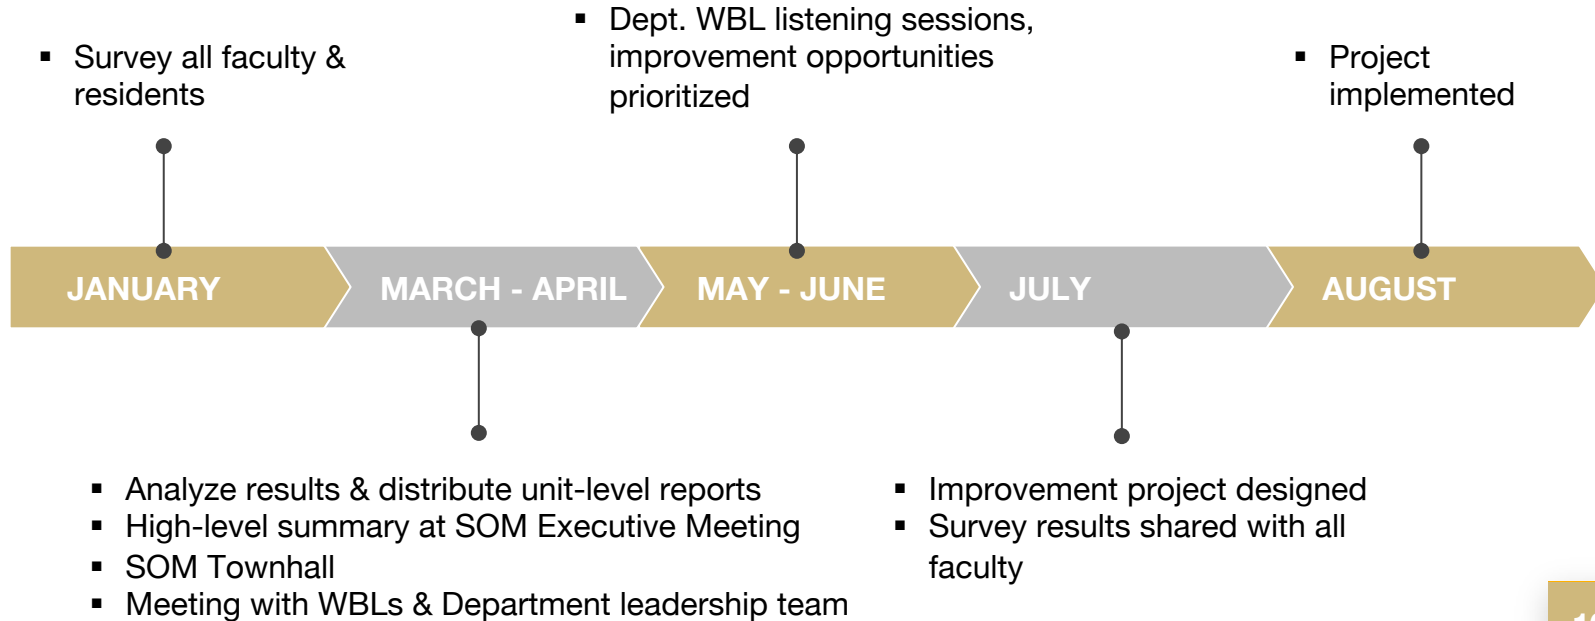 ▪ Survey all faculty &
residents
▪ Dept. WBL listening sessions,
improvement opportunities
prioritized
▪ Project
implemented
JANUARY
MARCH - APRIL
MAY - JUNE
JULY
AUGUST
▪ Analyze results & distribute unit-level reports
▪ High-level summary at SOM Executive Meeting
▪ SOM Townhall
▪ Meeting with WBLs & Department leadership team
▪ Improvement project designed
▪ Survey results shared with all
faculty